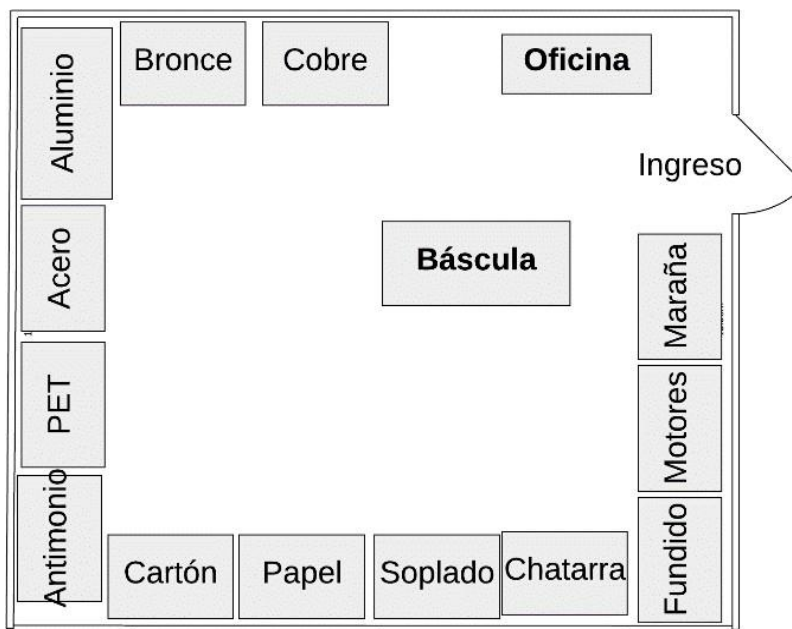 Bronce
Cobre
Oficina
Aluminio
Ingreso
Acero
Báscula
Maraña
PET
Motores
Antimonio
Cartón
Papel
Soplado
Chatarra
Fundido